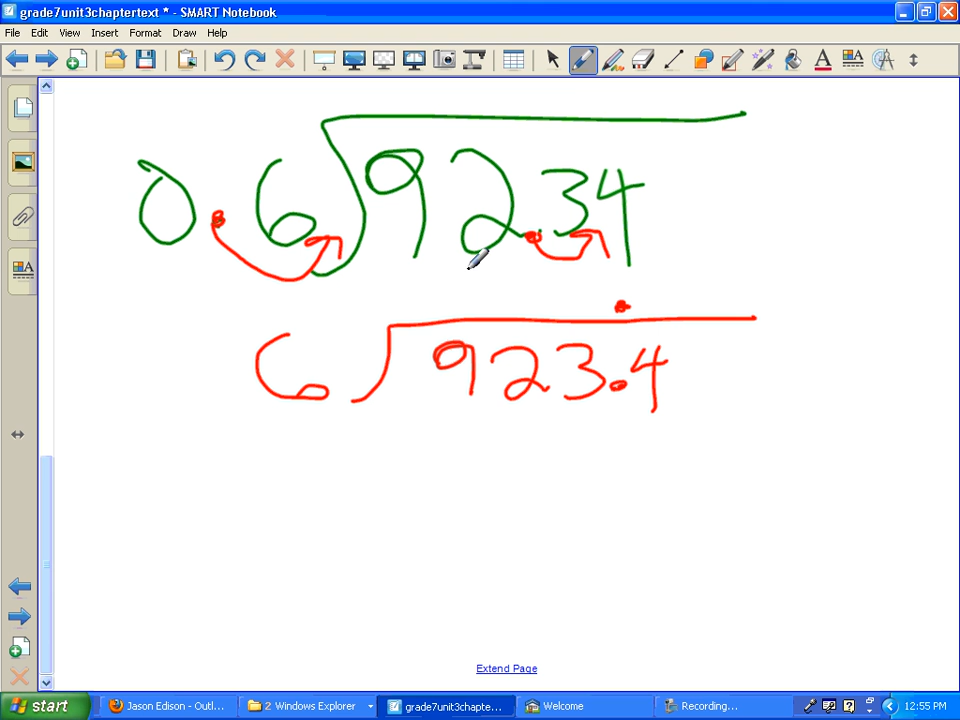 grade7unit3chaptertext * - SMART Notebook
File Edit View Insert Format Draw Help
0.6 92.34
6 923.4
Extend Page
start Jason Edison - Outl... 2 Windows Explorer grade7unit3chapte... Welcome Recording... 12:55 PM